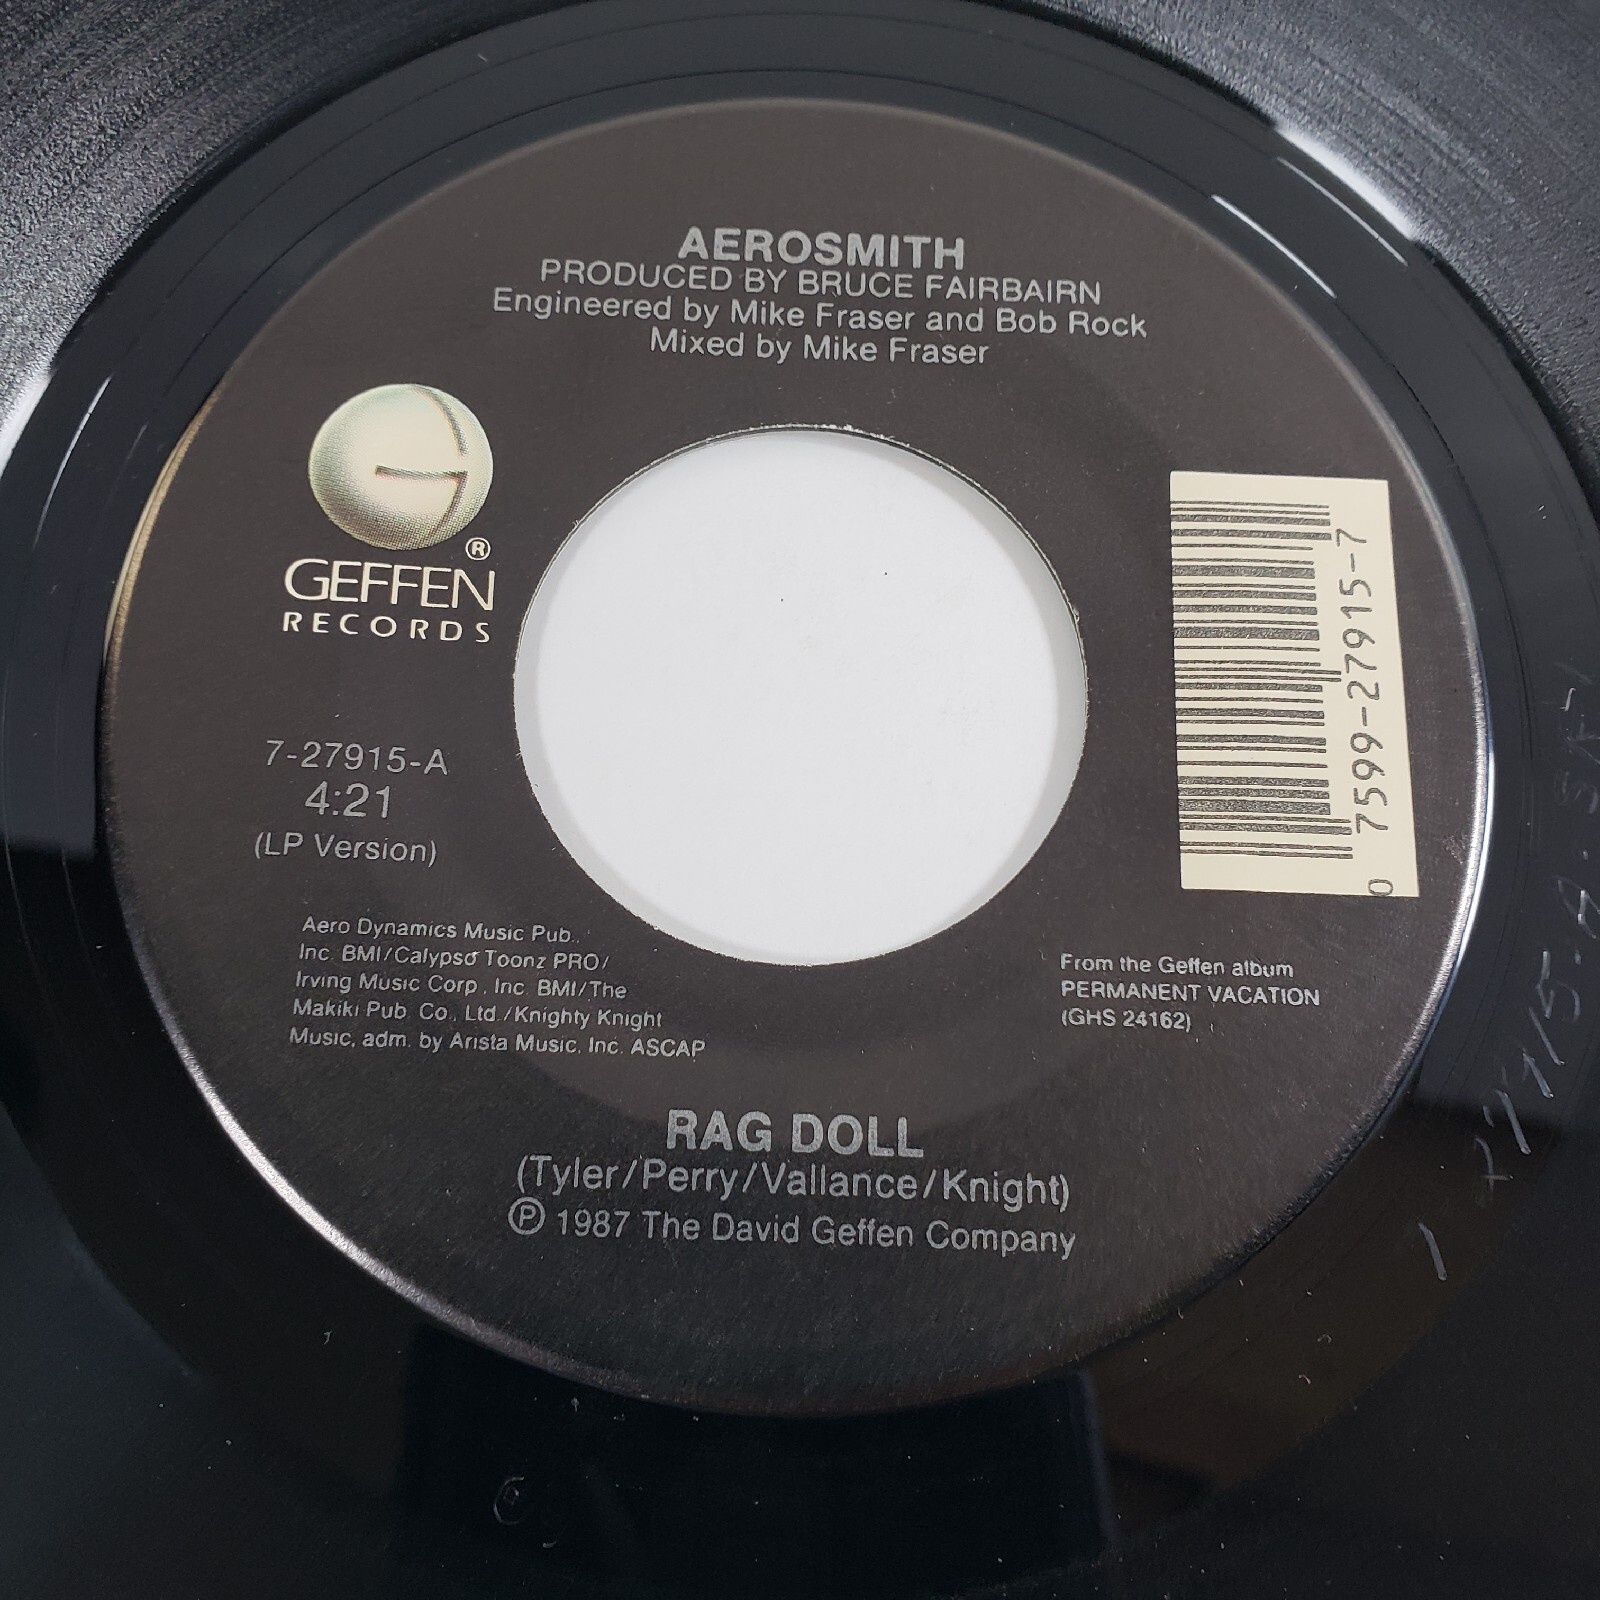 AEROSMITH
PRODUCED BY BRUCE FAIRBAIRN
Engineered by Mike Fraser and Bob Rock
Mixed by Mike Fraser
®
GEFFEN
RECORDS
7-27915-A
4:21
(LP Version)
0 7599-27915-7
Aero Dynamics Music Pub.,
Inc. BMI/Calypso Toonz PRO/
Irving Music Corp., Inc. BMI/The
Makiki Pub. Co., Ltd./Knighty Knight
Music, adm. by Arista Music, Inc. ASCAP
From the Geffen album
PERMANENT VACATION
(GHS 24162)
RAG DOLL
(Tyler/Perry/Vallance/Knight)
℗ 1987 The David Geffen Company